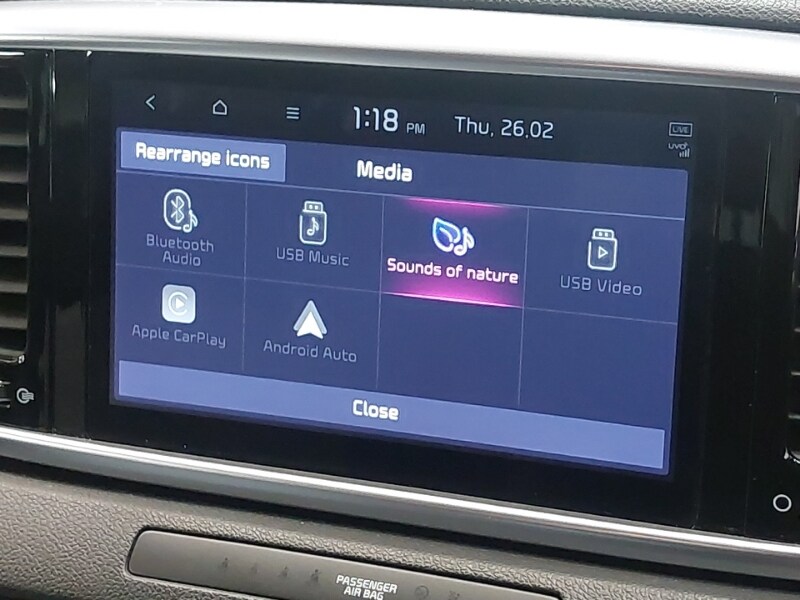 1:18 PM Thu, 26.02 LIVE
UVO
Rearrange icons Media
Bluetooth Audio
USB Music
Sounds of nature
USB Video
Apple CarPlay
Android Auto
Close
PASSENGER
AIR BAG